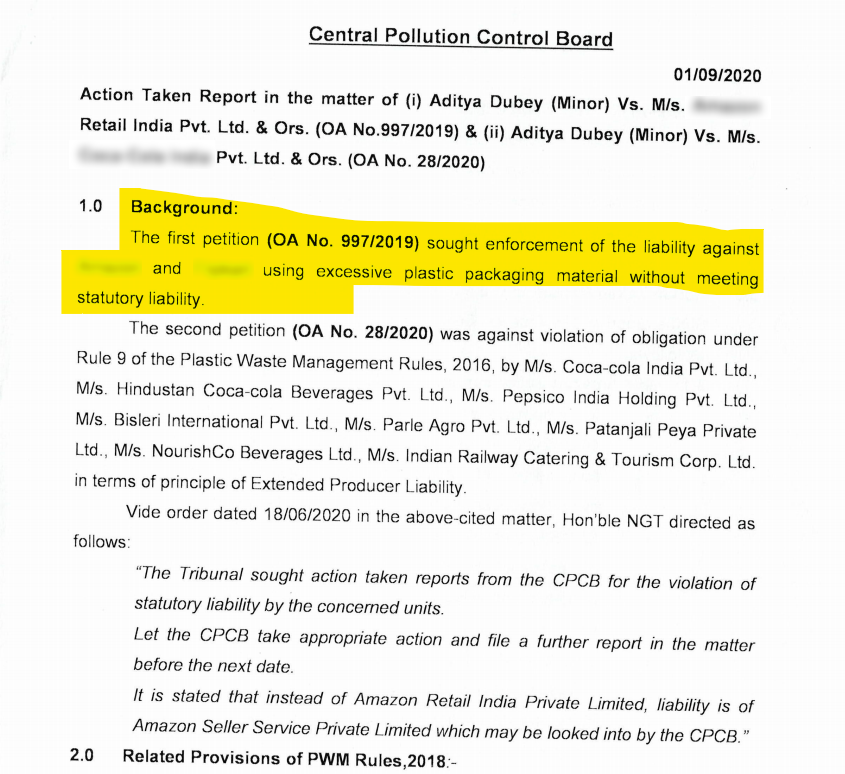 Central Pollution Control Board
01/09/2020
Action Taken Report in the matter of (i) Aditya Dubey (Minor) Vs. M/s.
Retail India Pvt. Ltd. & Ors. (OA No.997/2019) & (ii) Aditya Dubey (Minor) Vs. M/s.
Pvt. Ltd. & Ors. (OA No. 28/2020)
1.0 Background:
The first petition (OA No. 997/2019) sought enforcement of the liability against
and using excessive plastic packaging material without meeting
statutory liability.
The second petition (OA No. 28/2020) was against violation of obligation under
Rule 9 of the Plastic Waste Management Rules, 2016, by M/s. Coca-cola India Pvt. Ltd.,
M/s. Hindustan Coca-cola Beverages Pvt. Ltd., M/s. Pepsico India Holding Pvt. Ltd.,
M/s. Bisleri International Pvt. Ltd., M/s. Parle Agro Pvt. Ltd., M/s. Patanjali Peya Private
Ltd., M/s. NourishCo Beverages Ltd., M/s. Indian Railway Catering & Tourism Corp. Ltd.
in terms of principle of Extended Producer Liability.
Vide order dated 18/06/2020 in the above-cited matter, Hon'ble NGT directed as
follows:
“The Tribunal sought action taken reports from the CPCB for the violation of
statutory liability by the concerned units.
Let the CPCB take appropriate action and file a further report in the matter
before the next date.
It is stated that instead of Amazon Retail India Private Limited, liability is of
Amazon Seller Service Private Limited which may be looked into by the CPCB.”
2.0 Related Provisions of PWM Rules,2018:-